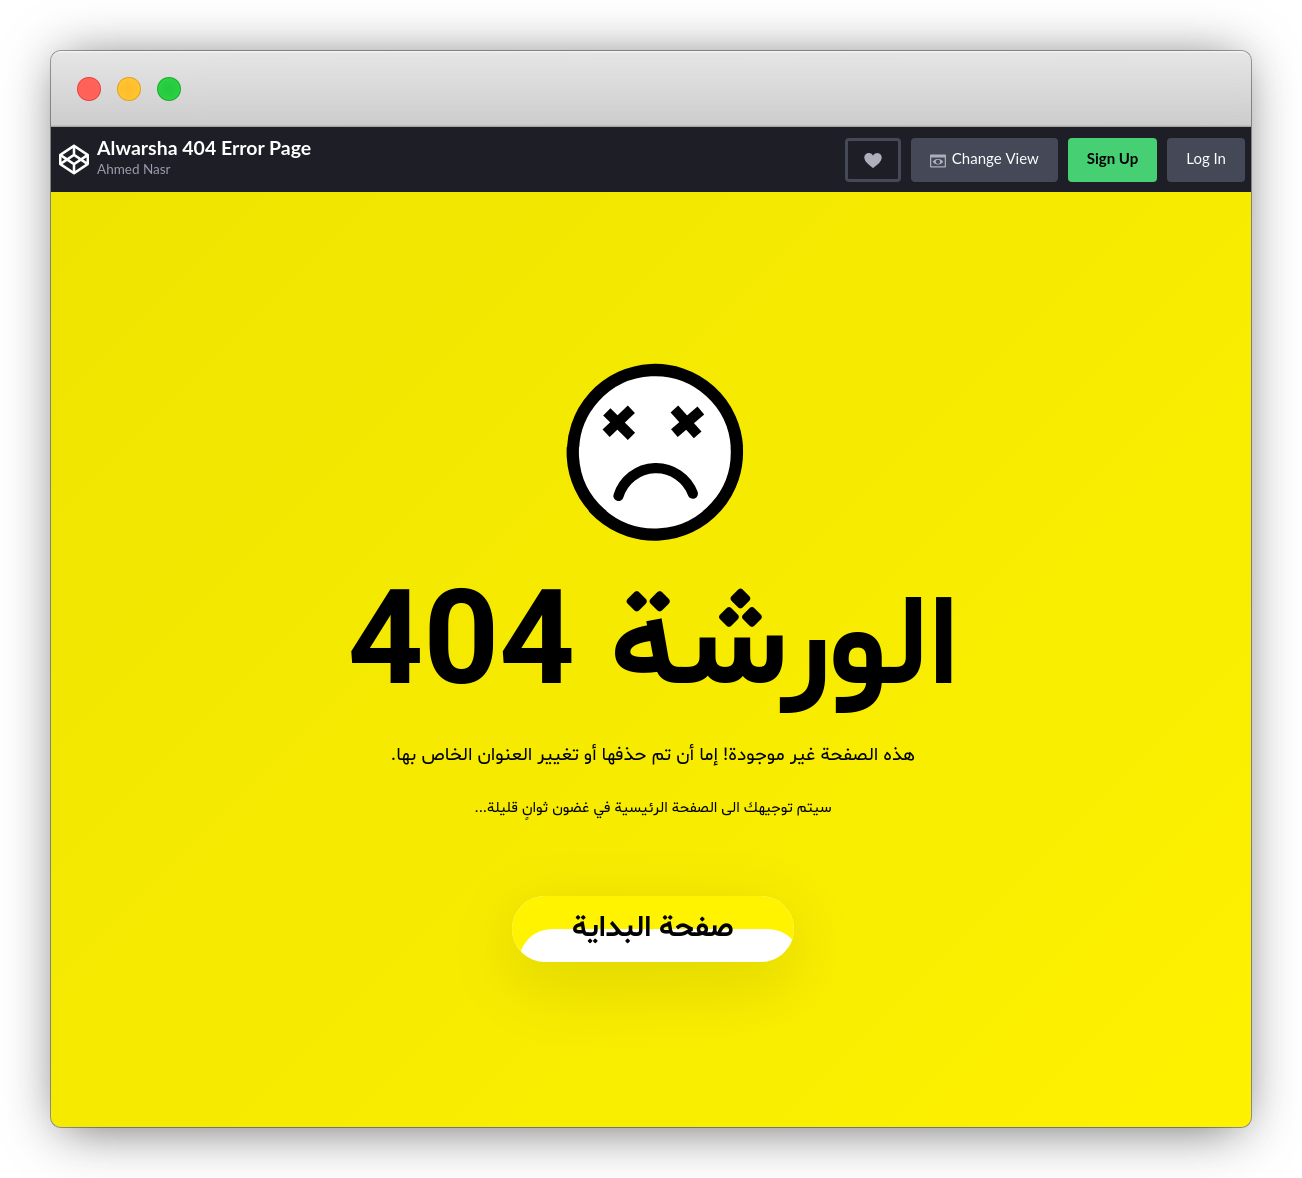 Alwarsha 404 Error Page
Ahmed Nasr
Change View
Sign Up
Log In
الورشة 404
هذه الصفحة غير موجودة! إما أن تم حذفها أو تغيير العنوان الخاص بها.
سيتم توجيهك الى الصفحة الرئيسية في غضون ثوانٍ قليلة...
صفحة البداية